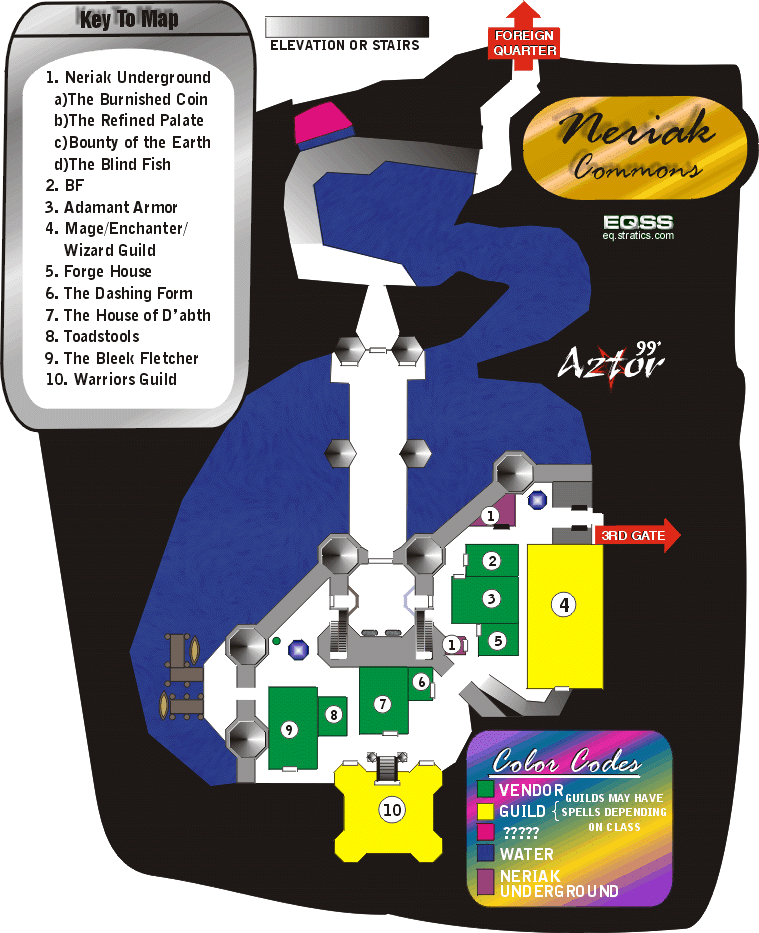 Key To Map
1. Neriak Underground
a)The Burnished Coin
b)The Refined Palate
c)Bounty of the Earth
d)The Blind Fish
2. BF
3. Adamant Armor
4. Mage/Enchanter/
Wizard Guild
5. Forge House
6. The Dashing Form
7. The House of D'abth
8. Toadstools
9. The Bleek Fletcher
10. Warriors Guild
ELEVATION OR STAIRS
FOREIGN
QUARTER
Neriak
Commons
EQSS
eq.stratics.com
Aztor 99'
1
3RD GATE
2
3
4
5
1
6
7
8
9
10
Color Codes
VENDOR
GUILD { GUILDS MAY HAVE
SPELLS DEPENDING
ON CLASS
?????
WATER
NERIAK
UNDERGROUND